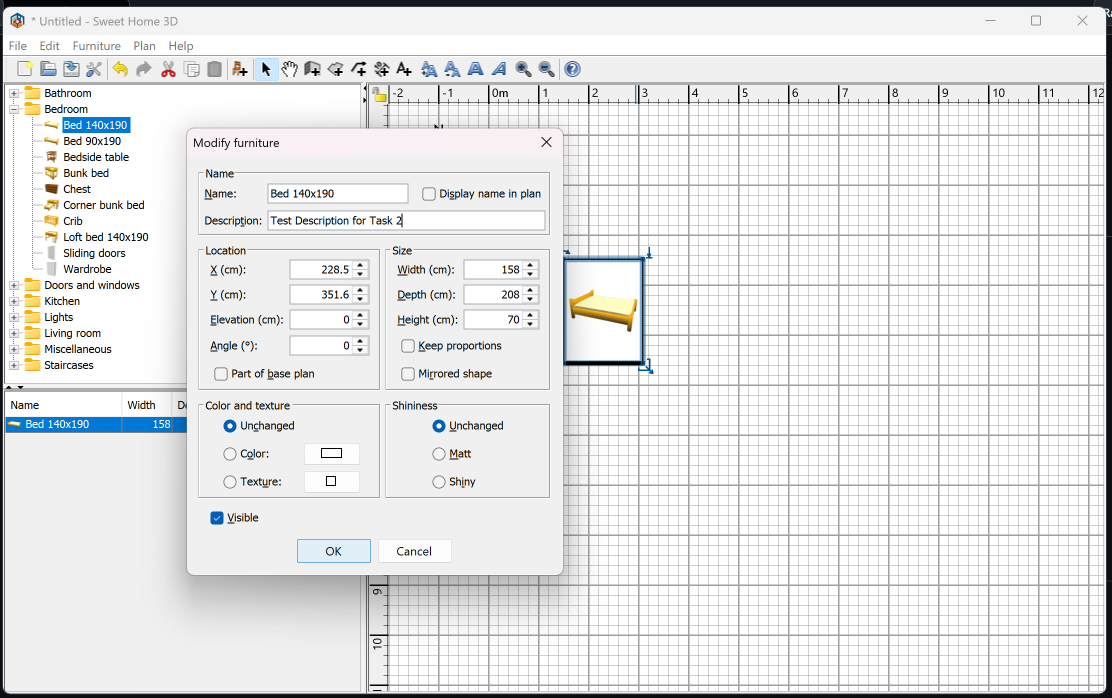 * Untitled - Sweet Home 3D
File Edit Furniture Plan Help
Bathroom
Bedroom
Bed 140x190
Bed 90x190
Bedside table
Bunk bed
Chest
Corner bunk bed
Crib
Loft bed 140x190
Sliding doors
Wardrobe
Doors and windows
Kitchen
Lights
Living room
Miscellaneous
Staircases
Name Width De
Bed 140x190 158
-2 -1 0m 1 2 3 4 5 6 7 8 9 10 11 12
Modify furniture
Name
Name: Bed 140x190 Display name in plan
Description: Test Description for Task 2
Location
X (cm): 228.5
Y (cm): 351.6
Elevation (cm): 0
Angle (°): 0
Part of base plan
Size
Width (cm): 158
Depth (cm): 208
Height (cm): 70
Keep proportions
Mirrored shape
Color and texture
Unchanged
Color:
Texture:
Shininess
Unchanged
Matt
Shiny
Visible
OK Cancel
9
10